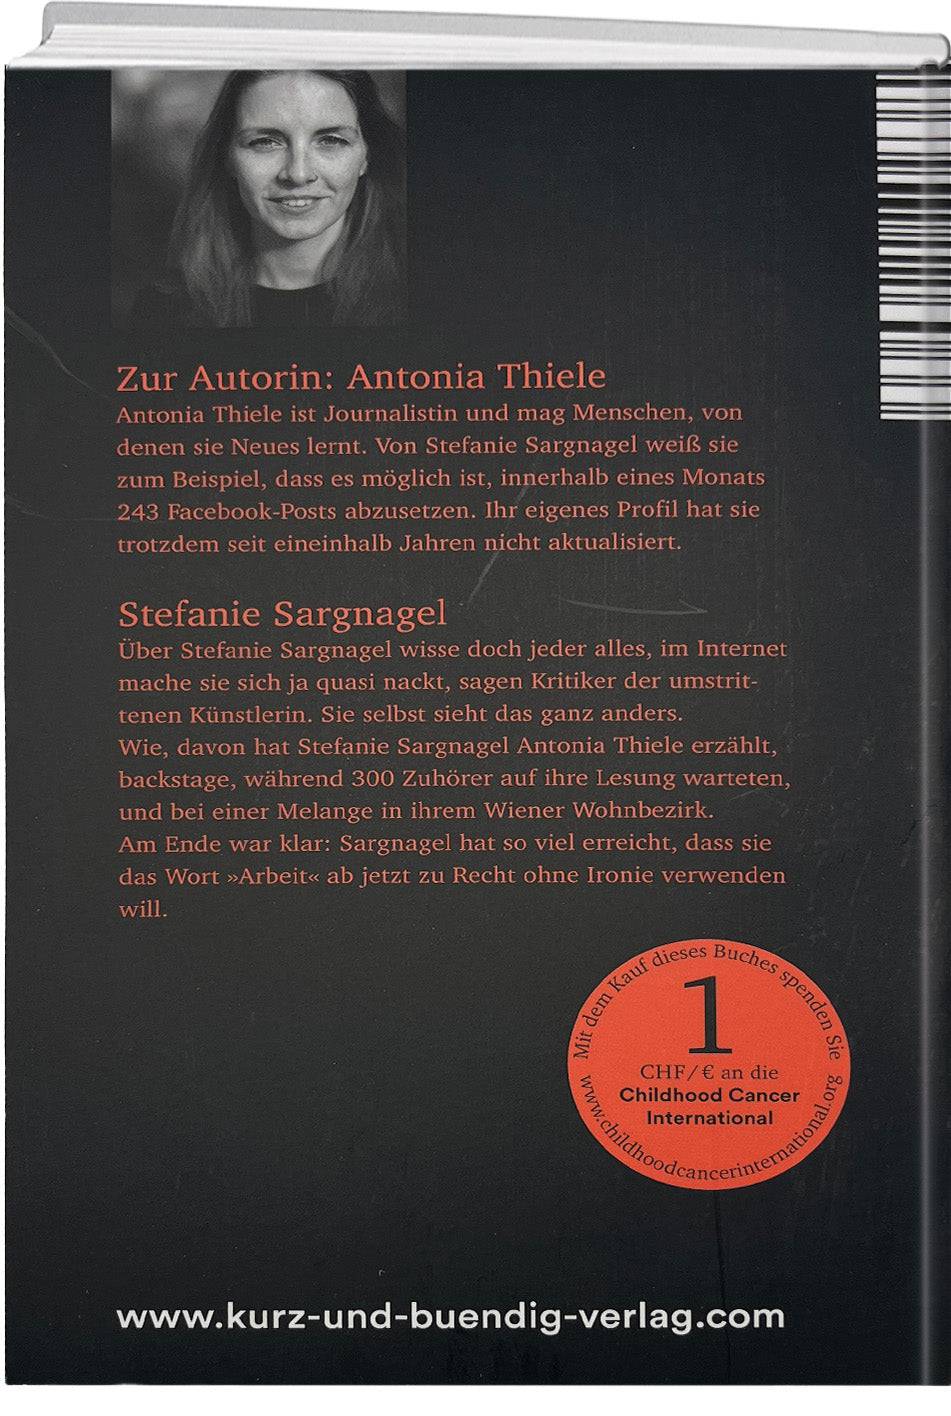 Zur Autorin: Antonia Thiele
Antonia Thiele ist Journalistin und mag Menschen, von
denen sie Neues lernt. Von Stefanie Sargnagel weiß sie
zum Beispiel, dass es möglich ist, innerhalb eines Monats
243 Facebook-Posts abzusetzen. Ihr eigenes Profil hat sie
trotzdem seit eineinhalb Jahren nicht aktualisiert.
Stefanie Sargnagel
Über Stefanie Sargnagel wisse doch jeder alles, im Internet
mache sie sich ja quasi nackt, sagen Kritiker der umstrit-
tenen Künstlerin. Sie selbst sieht das ganz anders.
Wie, davon hat Stefanie Sargnagel Antonia Thiele erzählt,
backstage, während 300 Zuhörer auf ihre Lesung warteten,
und bei einer Melange in ihrem Wiener Wohnbezirk.
Am Ende war klar: Sargnagel hat so viel erreicht, dass sie
das Wort »Arbeit« ab jetzt zu Recht ohne Ironie verwenden
will.
Mit dem Kauf dieses Buches spenden Sie
1
CHF/€ an die
Childhood Cancer
International
www.childhoodcancerinternational.org
www.kurz-und-buendig-verlag.com